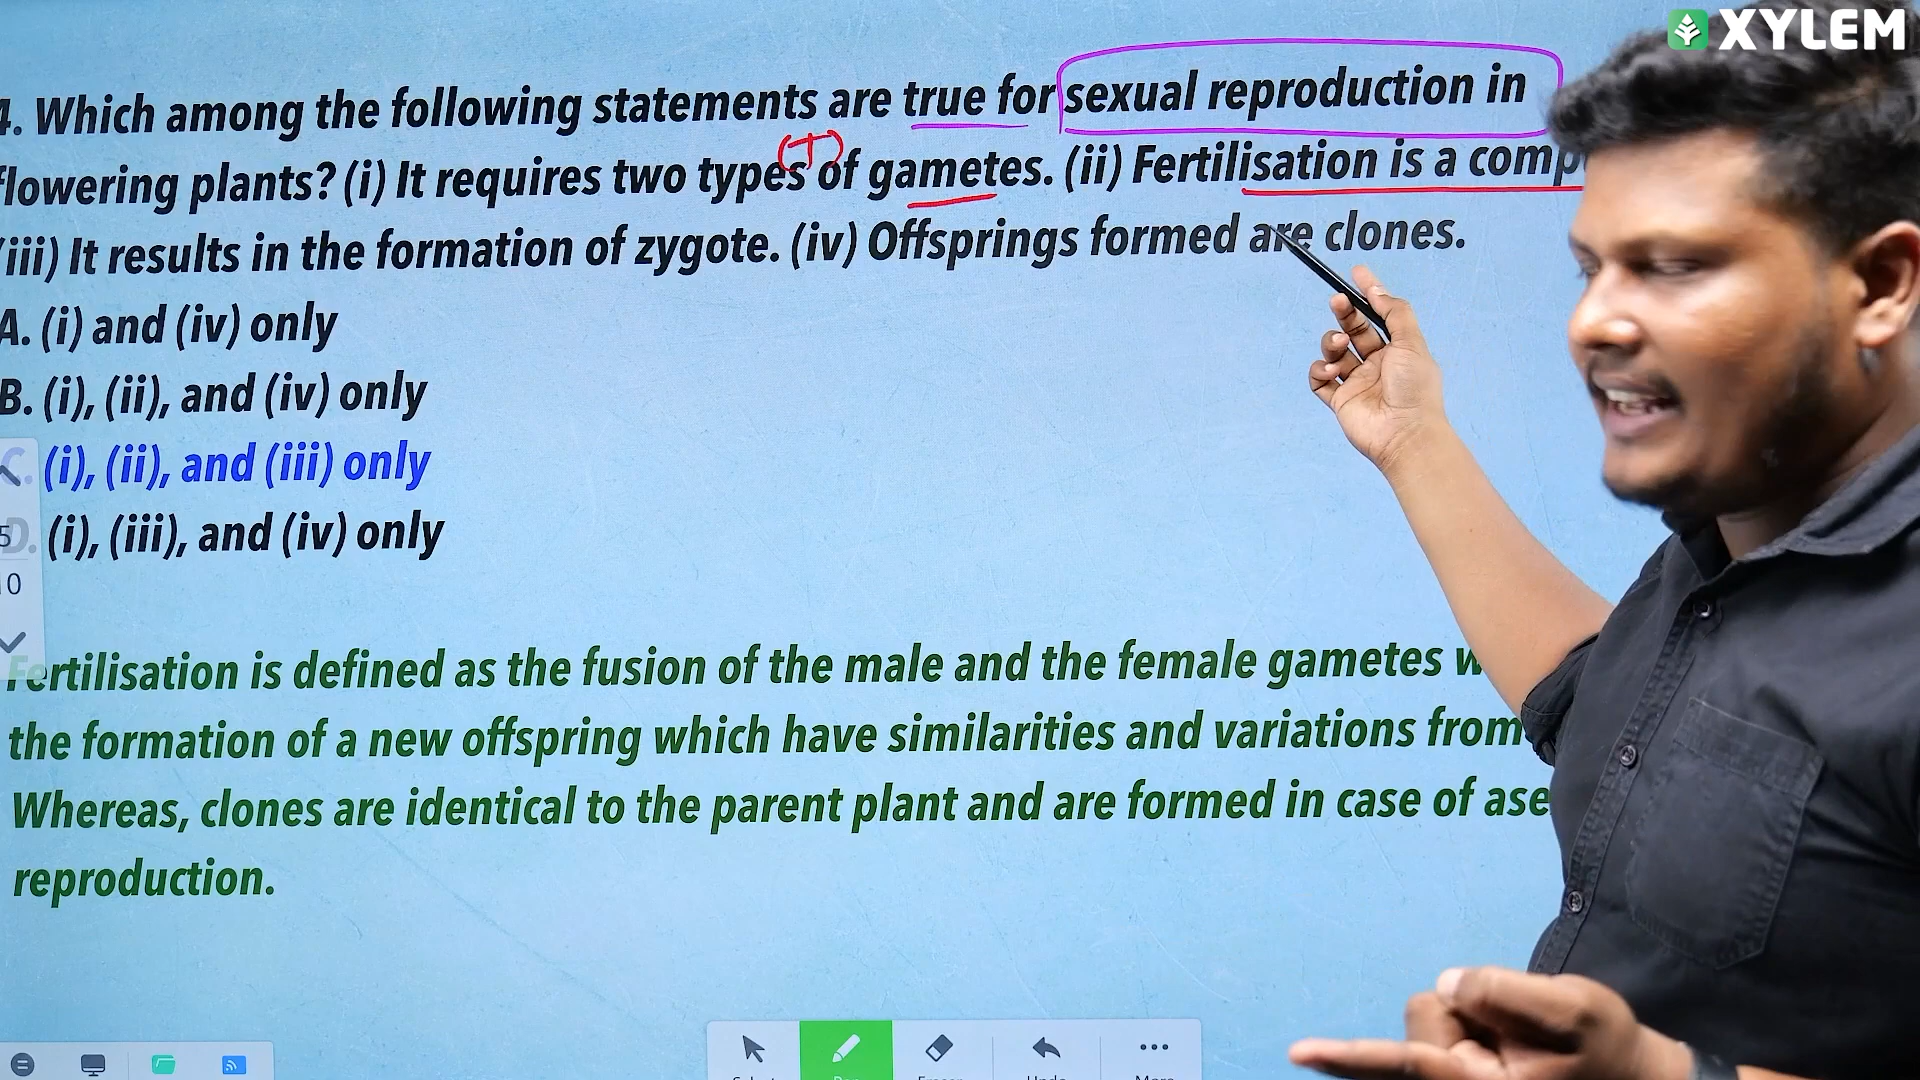 XYLEM
4. Which among the following statements are true for sexual reproduction in
flowering plants? (i) It requires two types of gametes. (ii) Fertilisation is a
(T)
(iii) It results in the formation of zygote. (iv) Offsprings formed are clones.
A. (i) and (iv) only
B. (i), (ii), and (iv) only
C. (i), (ii), and (iii) only
D. (i), (iii), and (iv) only
5
10
Fertilisation is defined as the fusion of the male and the female gametes
the formation of a new offspring which have similarities and variations from
Whereas, clones are identical to the parent plant and are formed in case of
reproduction.